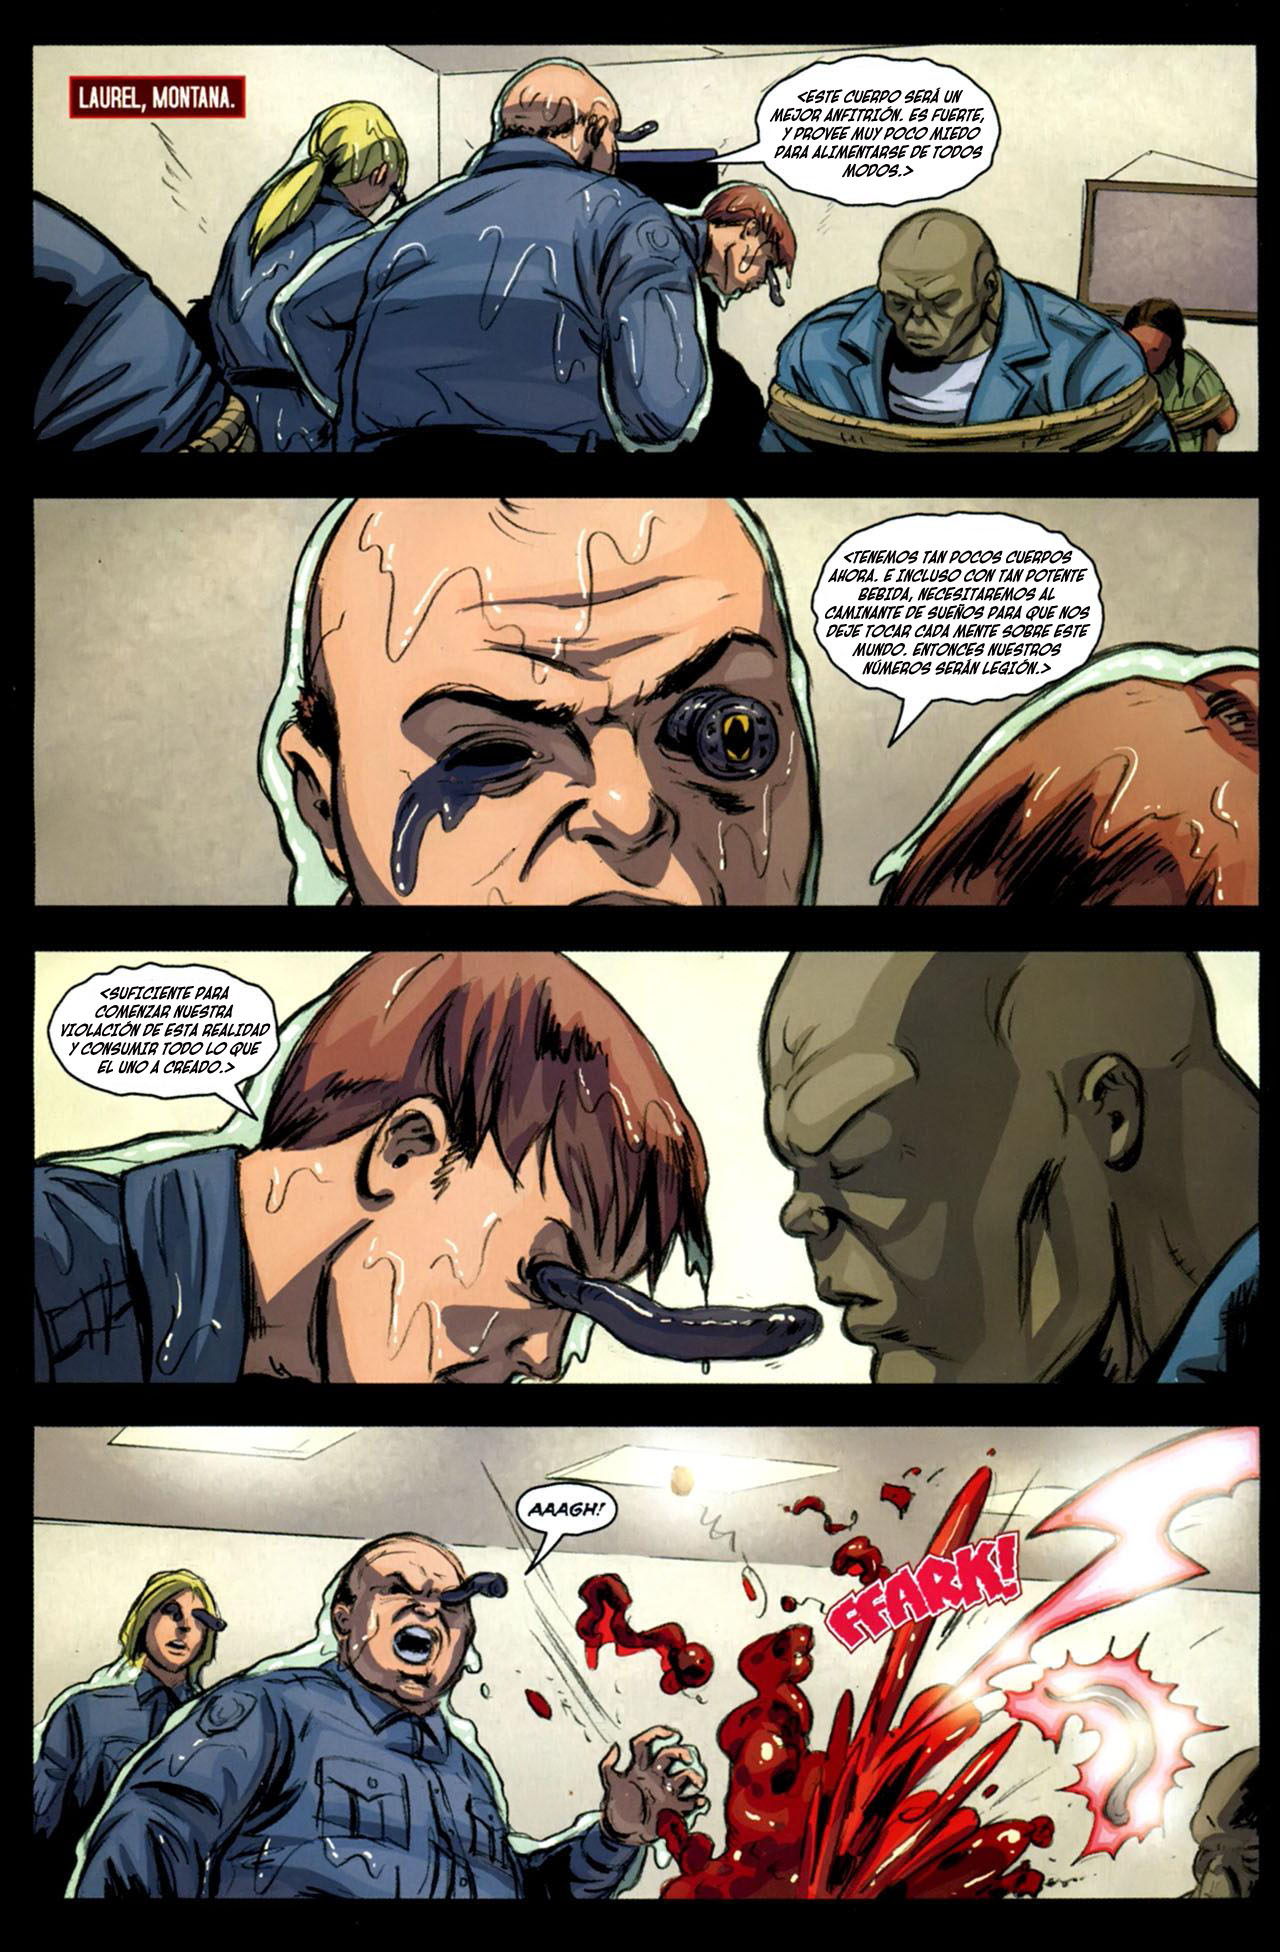 LAUREL, MONTANA.
<ESTE CUERPO SERÁ UN
MEJOR ANFITRIÓN. ES FUERTE,
Y PROVEE MUY POCO MIEDO
PARA ALIMENTARSE DE TODOS
MODOS.>
<TENEMOS TAN POCOS CUERPOS
AHORA. E INCLUSO CON TAN POTENTE
BEBIDA, NECESITAREMOS AL
CAMINANTE DE SUEÑOS PARA QUE NOS
DEJE TOCAR CADA MENTE SOBRE ESTE
MUNDO. ENTONCES NUESTROS
NÚMEROS SERÁN LEGIÓN.>
<SUFICIENTE PARA
COMENZAR NUESTRA
VIOLACIÓN DE ESTA REALIDAD
Y CONSUMIR TODO LO QUE
EL UNO A CREADO.>
AAAGH!
FFARK!